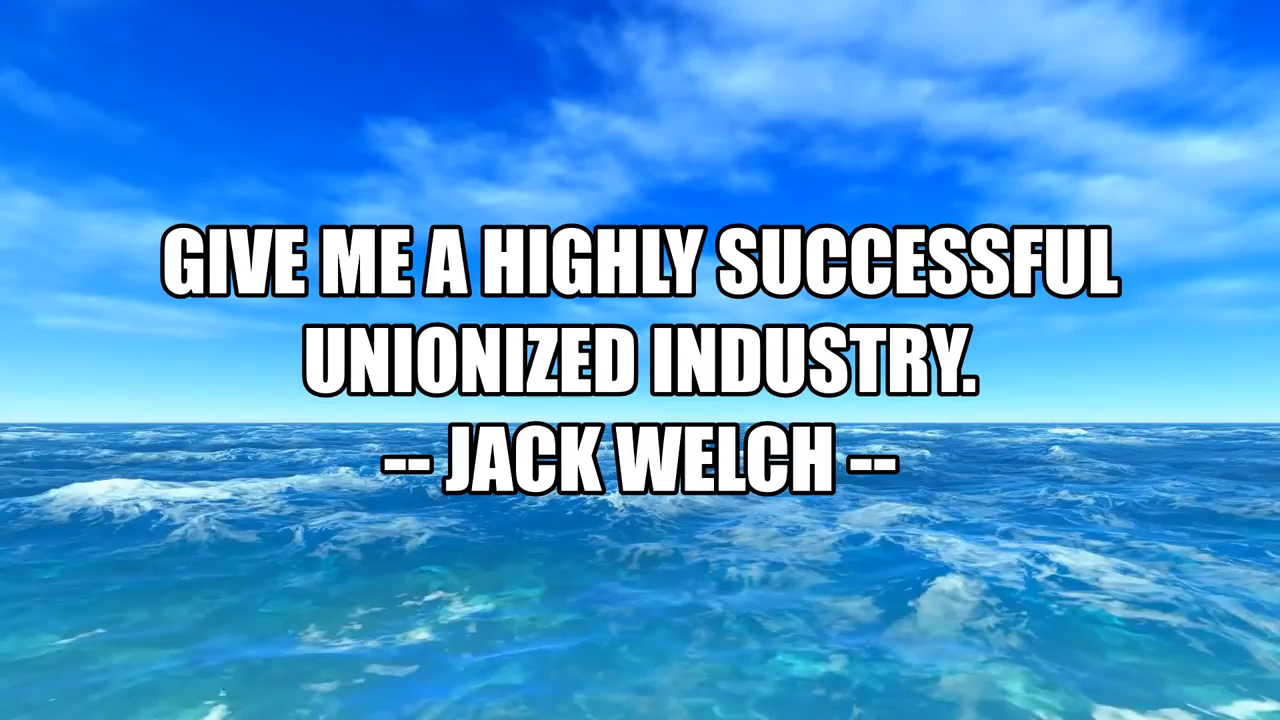 GIVE ME A HIGHLY SUCCESSFUL
UNIONIZED INDUSTRY.
-- JACK WELCH --